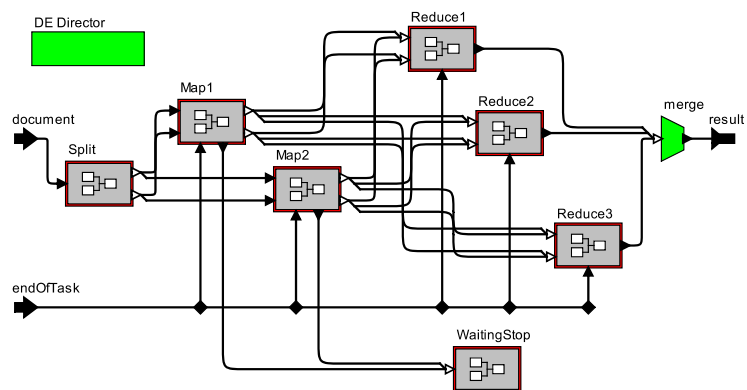 DE Director
Reduce1
Map1
Reduce2
merge
document
result
Split
Map2
Reduce3
endOfTask
WaitingStop